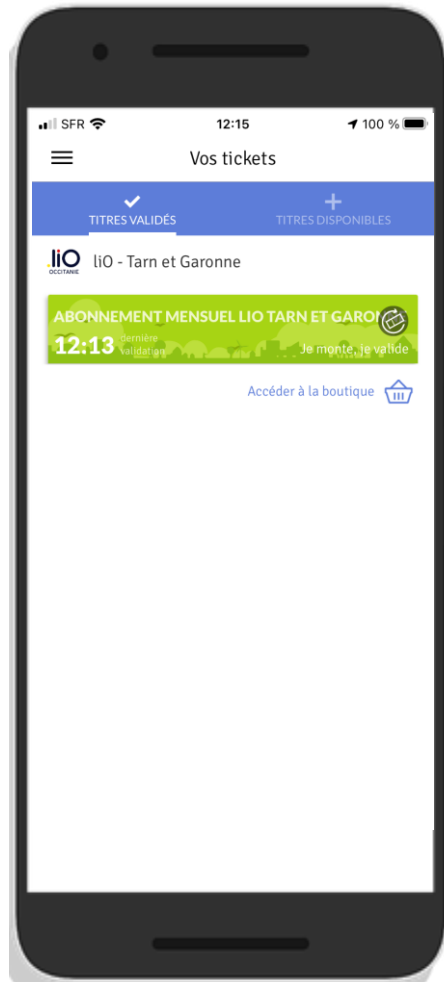 SFR 12:15 100 %
Vos tickets
TITRES VALIDÉS TITRES DISPONIBLES
liO
OCCITANIE
liO - Tarn et Garonne
ABONNEMENT MENSUEL LIO TARN ET GARON
12:13 dernière
validation
Je monte, je valide
Accéder à la boutique